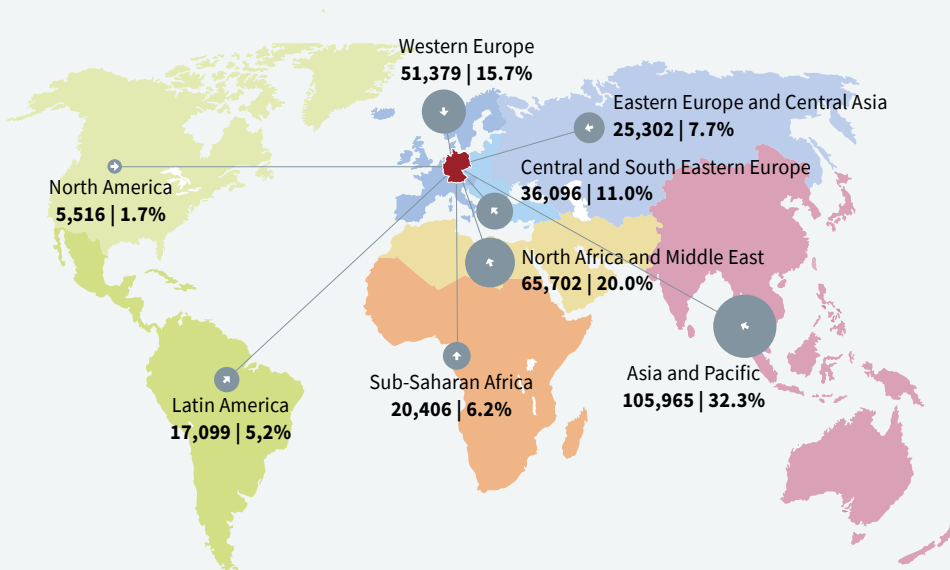 Western Europe
51,379 | 15.7%
Eastern Europe and Central Asia
25,302 | 7.7%
Central and South Eastern Europe
36,096 | 11.0%
North America
5,516 | 1.7%
North Africa and Middle East
65,702 | 20.0%
Asia and Pacific
105,965 | 32.3%
Sub-Saharan Africa
20,406 | 6.2%
Latin America
17,099 | 5,2%